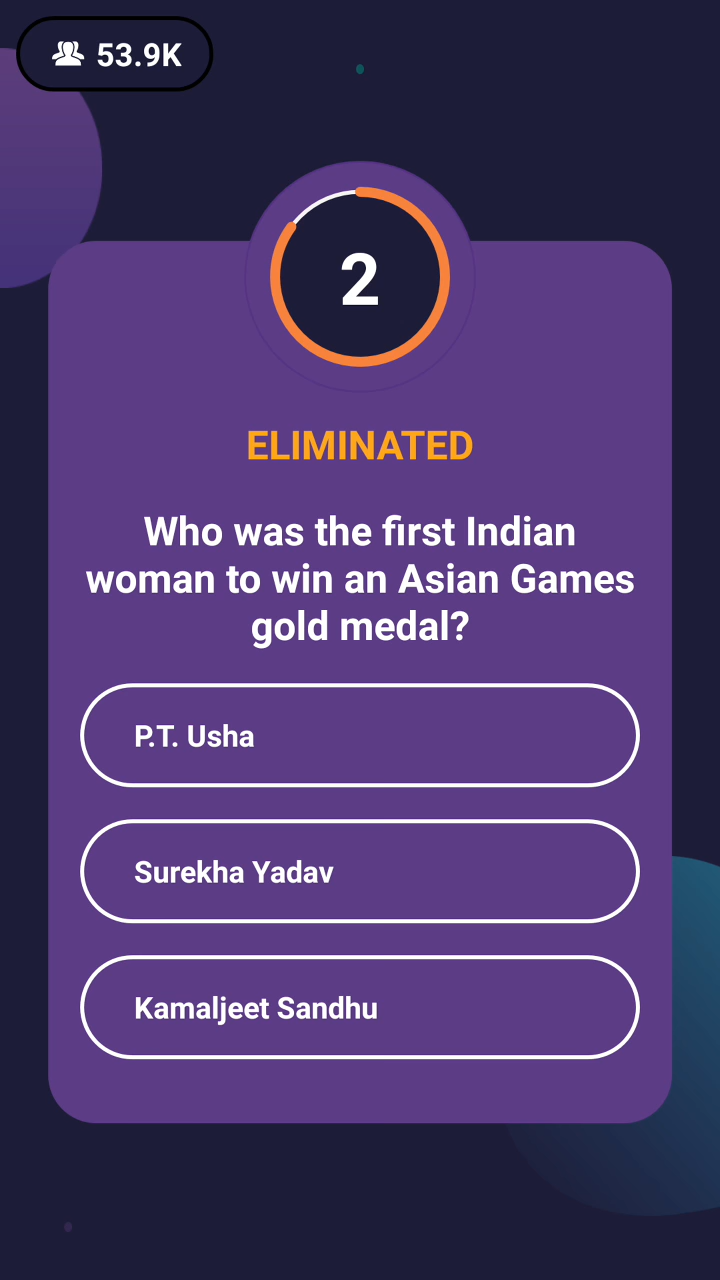 53.9K
2
ELIMINATED
Who was the first Indian
woman to win an Asian Games
gold medal?
P.T. Usha
Surekha Yadav
Kamaljeet Sandhu